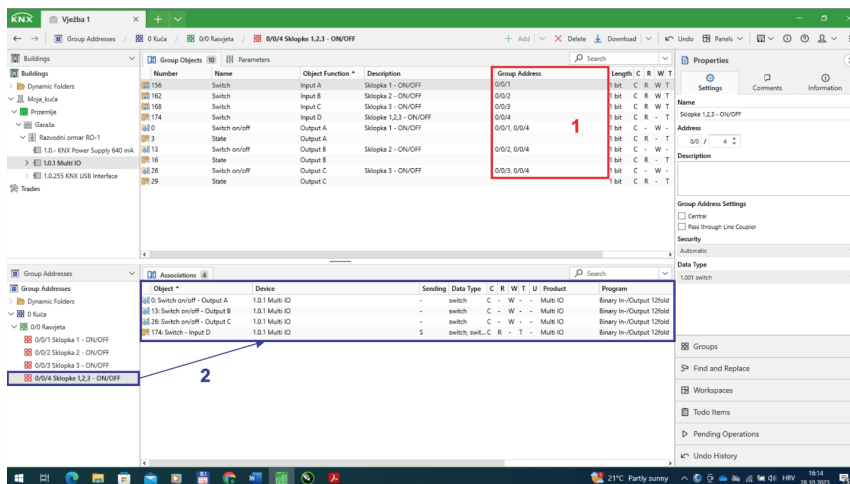 KNX Vježba 1
Group Addresses / 0 Kuća / 0/0 Rasvjeta / 0/0/4 Sklopke 1,2,3 - ON/OFF
Add Delete Download Undo Panels
Buildings
Buildings
Dynamic Folders
Moja_kuća
Prizemlje
Garaža
Razvodni ormar RO-1
1.0.- KNX Power Supply 640 mA
1.0.1 Multi IO
1.0.255 KNX USB Interface
Trades
Group Objects 10 Parameters Search
Number Name Object Function Description Group Address Length C R W T
156 Switch Input A Sklopka 1 - ON/OFF 0/0/1 1 bit C R W T
162 Switch Input B Sklopka 2 - ON/OFF 0/0/2 1 bit C R W T
168 Switch Input C Sklopka 3 - ON/OFF 0/0/3 1 bit C R W T
174 Switch Input D Sklopke 1,2,3 - ON/OFF 0/0/4 1 bit C R - T
0 Switch on/off Output A Sklopka 1 - ON/OFF 0/0/1, 0/0/4 1 bit C - W -
3 State Output A 1 bit C R - T
13 Switch on/off Output B Sklopka 2 - ON/OFF 0/0/2, 0/0/4 1 bit C - W -
16 State Output B 1 bit C R - T
26 Switch on/off Output C Sklopka 3 - ON/OFF 0/0/3, 0/0/4 1 bit C - W -
29 State Output C 1 bit C R - T
1
Group Addresses
Group Addresses
Dynamic Folders
0 Kuća
0/0 Rasvjeta
0/0/1 Sklopka 1 - ON/OFF
0/0/2 Sklopka 2 - ON/OFF
0/0/3 Sklopka 3 - ON/OFF
0/0/4 Sklopke 1,2,3 - ON/OFF
Associations 4 Search
Object Device Sending Data Type C R W T U Product Program
0: Switch on/off - Output A 1.0.1 Multi IO - switch C - W - - Multi IO Binary In-/Output 12fold
13: Switch on/off - Output B 1.0.1 Multi IO - switch C - W - - Multi IO Binary In-/Output 12fold
26: Switch on/off - Output C 1.0.1 Multi IO - switch C - W - - Multi IO Binary In-/Output 12fold
174: Switch - Input D 1.0.1 Multi IO S switch, swit... C R - T - Multi IO Binary In-/Output 12fold
2
Properties
Settings Comments Information
Name
Sklopke 1,2,3 - ON/OFF
Address
0/0 / 4
Description
Group Address Settings
Central
Pass through Line Coupler
Security
Automatic
Data Type
1.001 switch
Groups
Find and Replace
Workspaces
Todo Items
Pending Operations
Undo History
21°C Partly sunny HRV 16:14
28.10.2023.